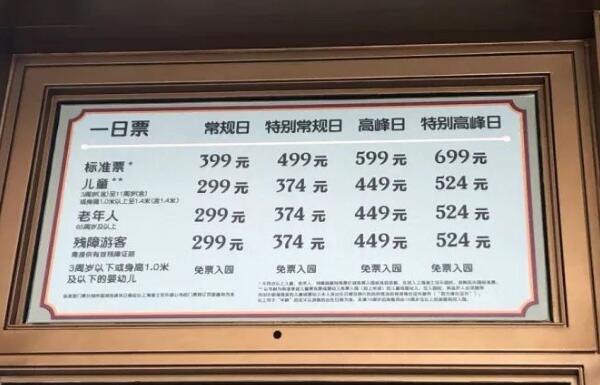 一日票 常规日 特别常规日 高峰日 特别高峰日
标准票* 399元 499元 599元 699元
儿童** 299元 374元 449元 524元
3周岁(含)至11周岁(含)
或身高1.0米以上至1.4米(含1.4米)
老年人 299元 374元 449元 524元
65周岁及以上
残障游客 299元 374元 449元 524元
需提供有效残障证明
3周岁以下或身高1.0米 免票入园 免票入园 免票入园 免票入园
及以下的婴幼儿